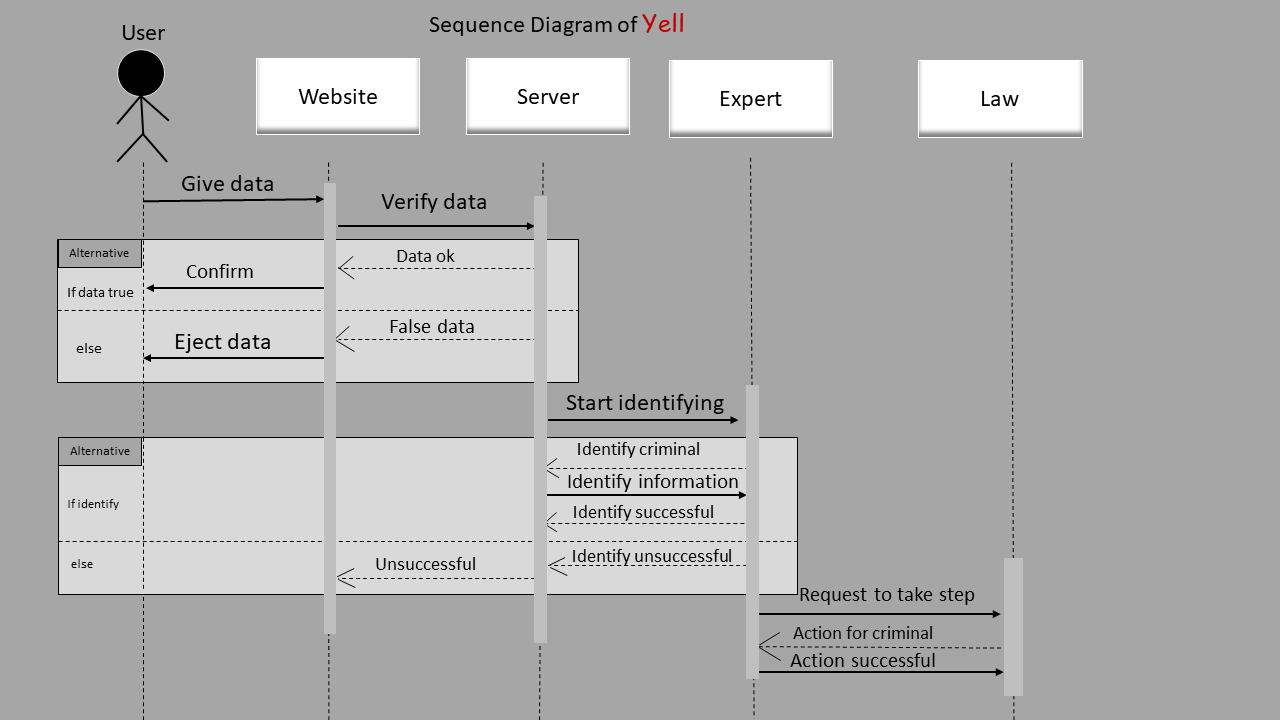 Sequence Diagram of Yell
User
Website
Server
Expert
Law
Give data
Verify data
Alternative
Data ok
Confirm
If data true
False data
Eject data
else
Start identifying
Alternative
Identify criminal
Identify information
If identify
Identify successful
Identify unsuccessful
else
Unsuccessful
Request to take step
Action for criminal
Action successful